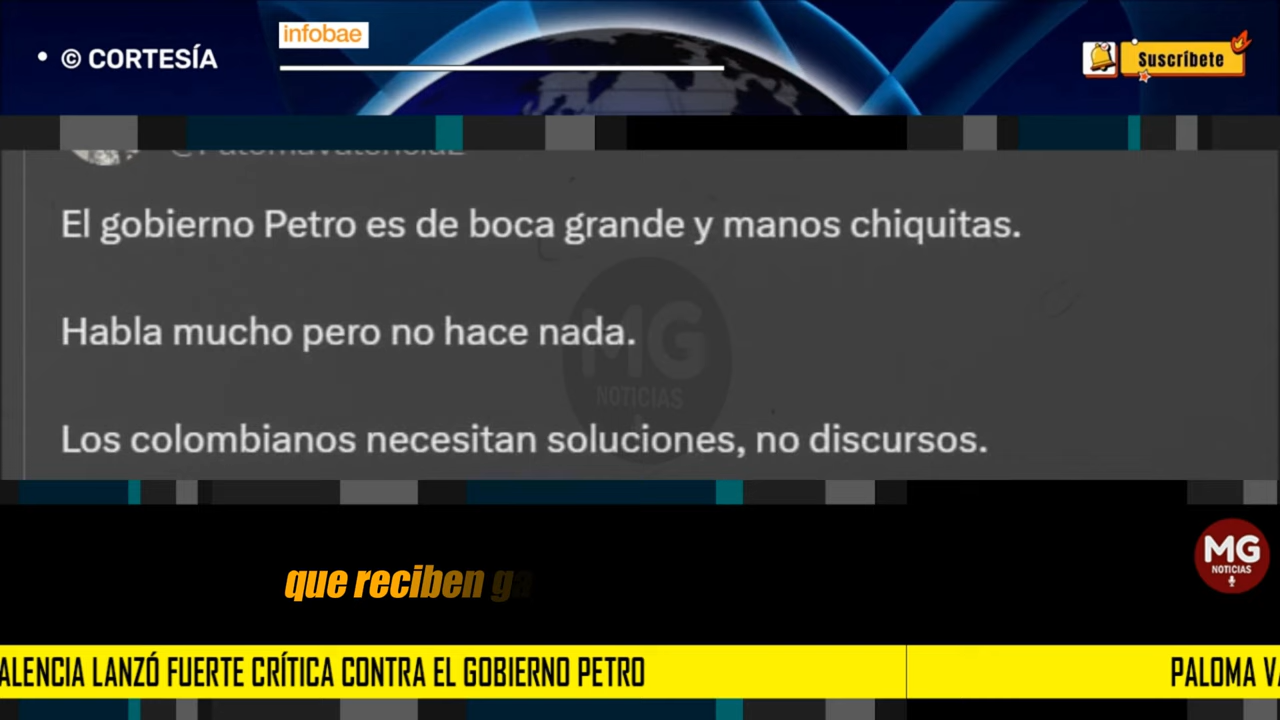 • © CORTESÍA
infobae
Suscríbete
El gobierno Petro es de boca grande y manos chiquitas.
Habla mucho pero no hace nada.
Los colombianos necesitan soluciones, no discursos.
MG
NOTICIAS
que reciben
MG
NOTICIAS
ALENCIA LANZÓ FUERTE CRÍTICA CONTRA EL GOBIERNO PETRO
PALOMA VA